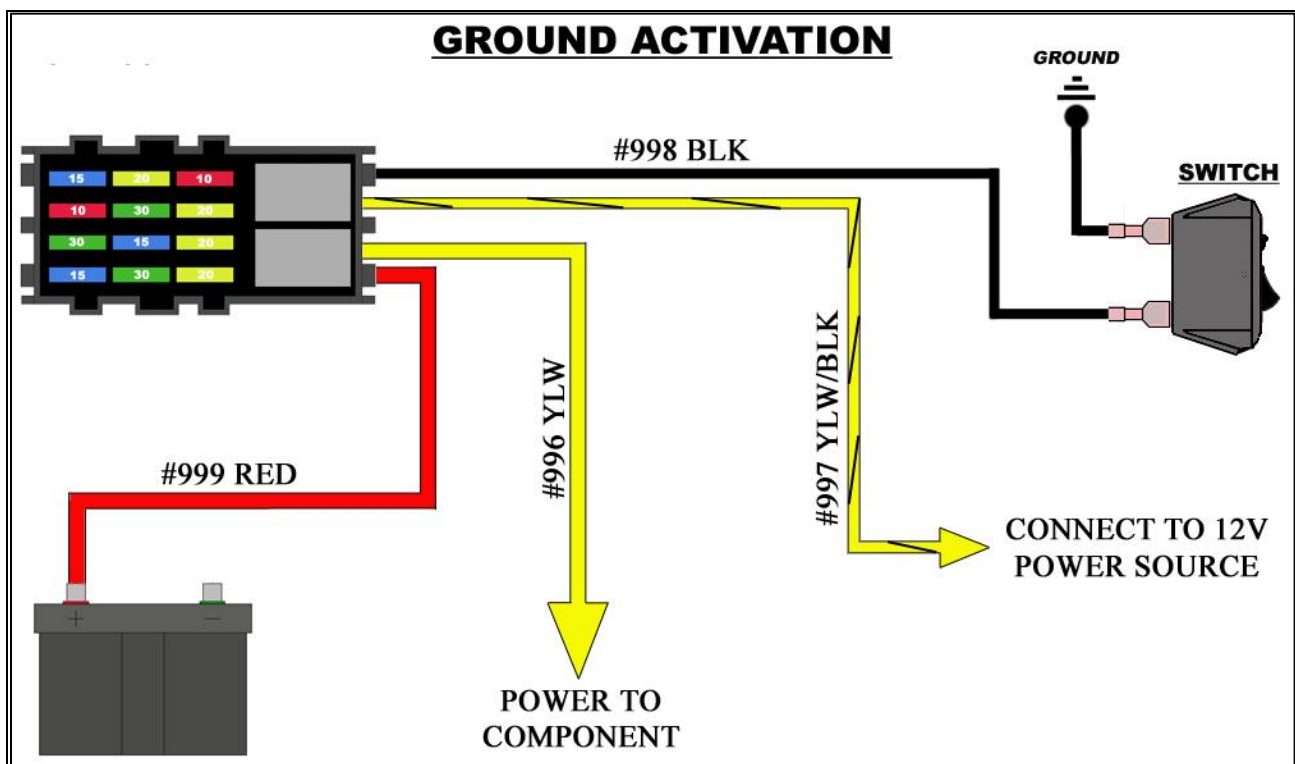 GROUND ACTIVATION
GROUND
#998 BLK
SWITCH
15 20 10
10 30 20
30 15 20
15 30 20
#996 YLW
#997 YLW/BLK
#999 RED
CONNECT TO 12V
POWER SOURCE
+ −
POWER TO
COMPONENT